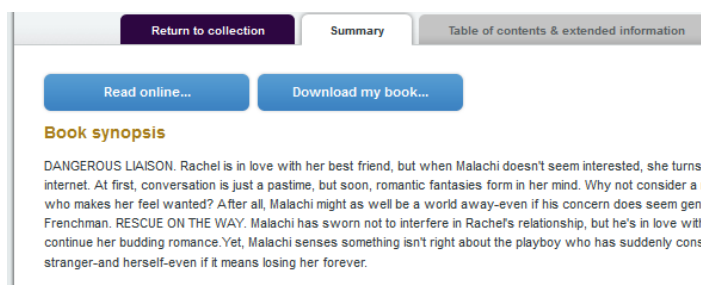 Return to collection Summary Table of contents & extended information
Read online... Download my book...
Book synopsis
DANGEROUS LIAISON. Rachel is in love with her best friend, but when Malachi doesn't seem interested, she turns
internet. At first, conversation is just a pastime, but soon, romantic fantasies form in her mind. Why not consider a
who makes her feel wanted? After all, Malachi might as well be a world away-even if his concern does seem gen
Frenchman. RESCUE ON THE WAY. Malachi has sworn not to interfere in Rachel's relationship, but he's in love with
continue her budding romance.Yet, Malachi senses something isn't right about the playboy who has suddenly cons
stranger-and herself-even if it means losing her forever.